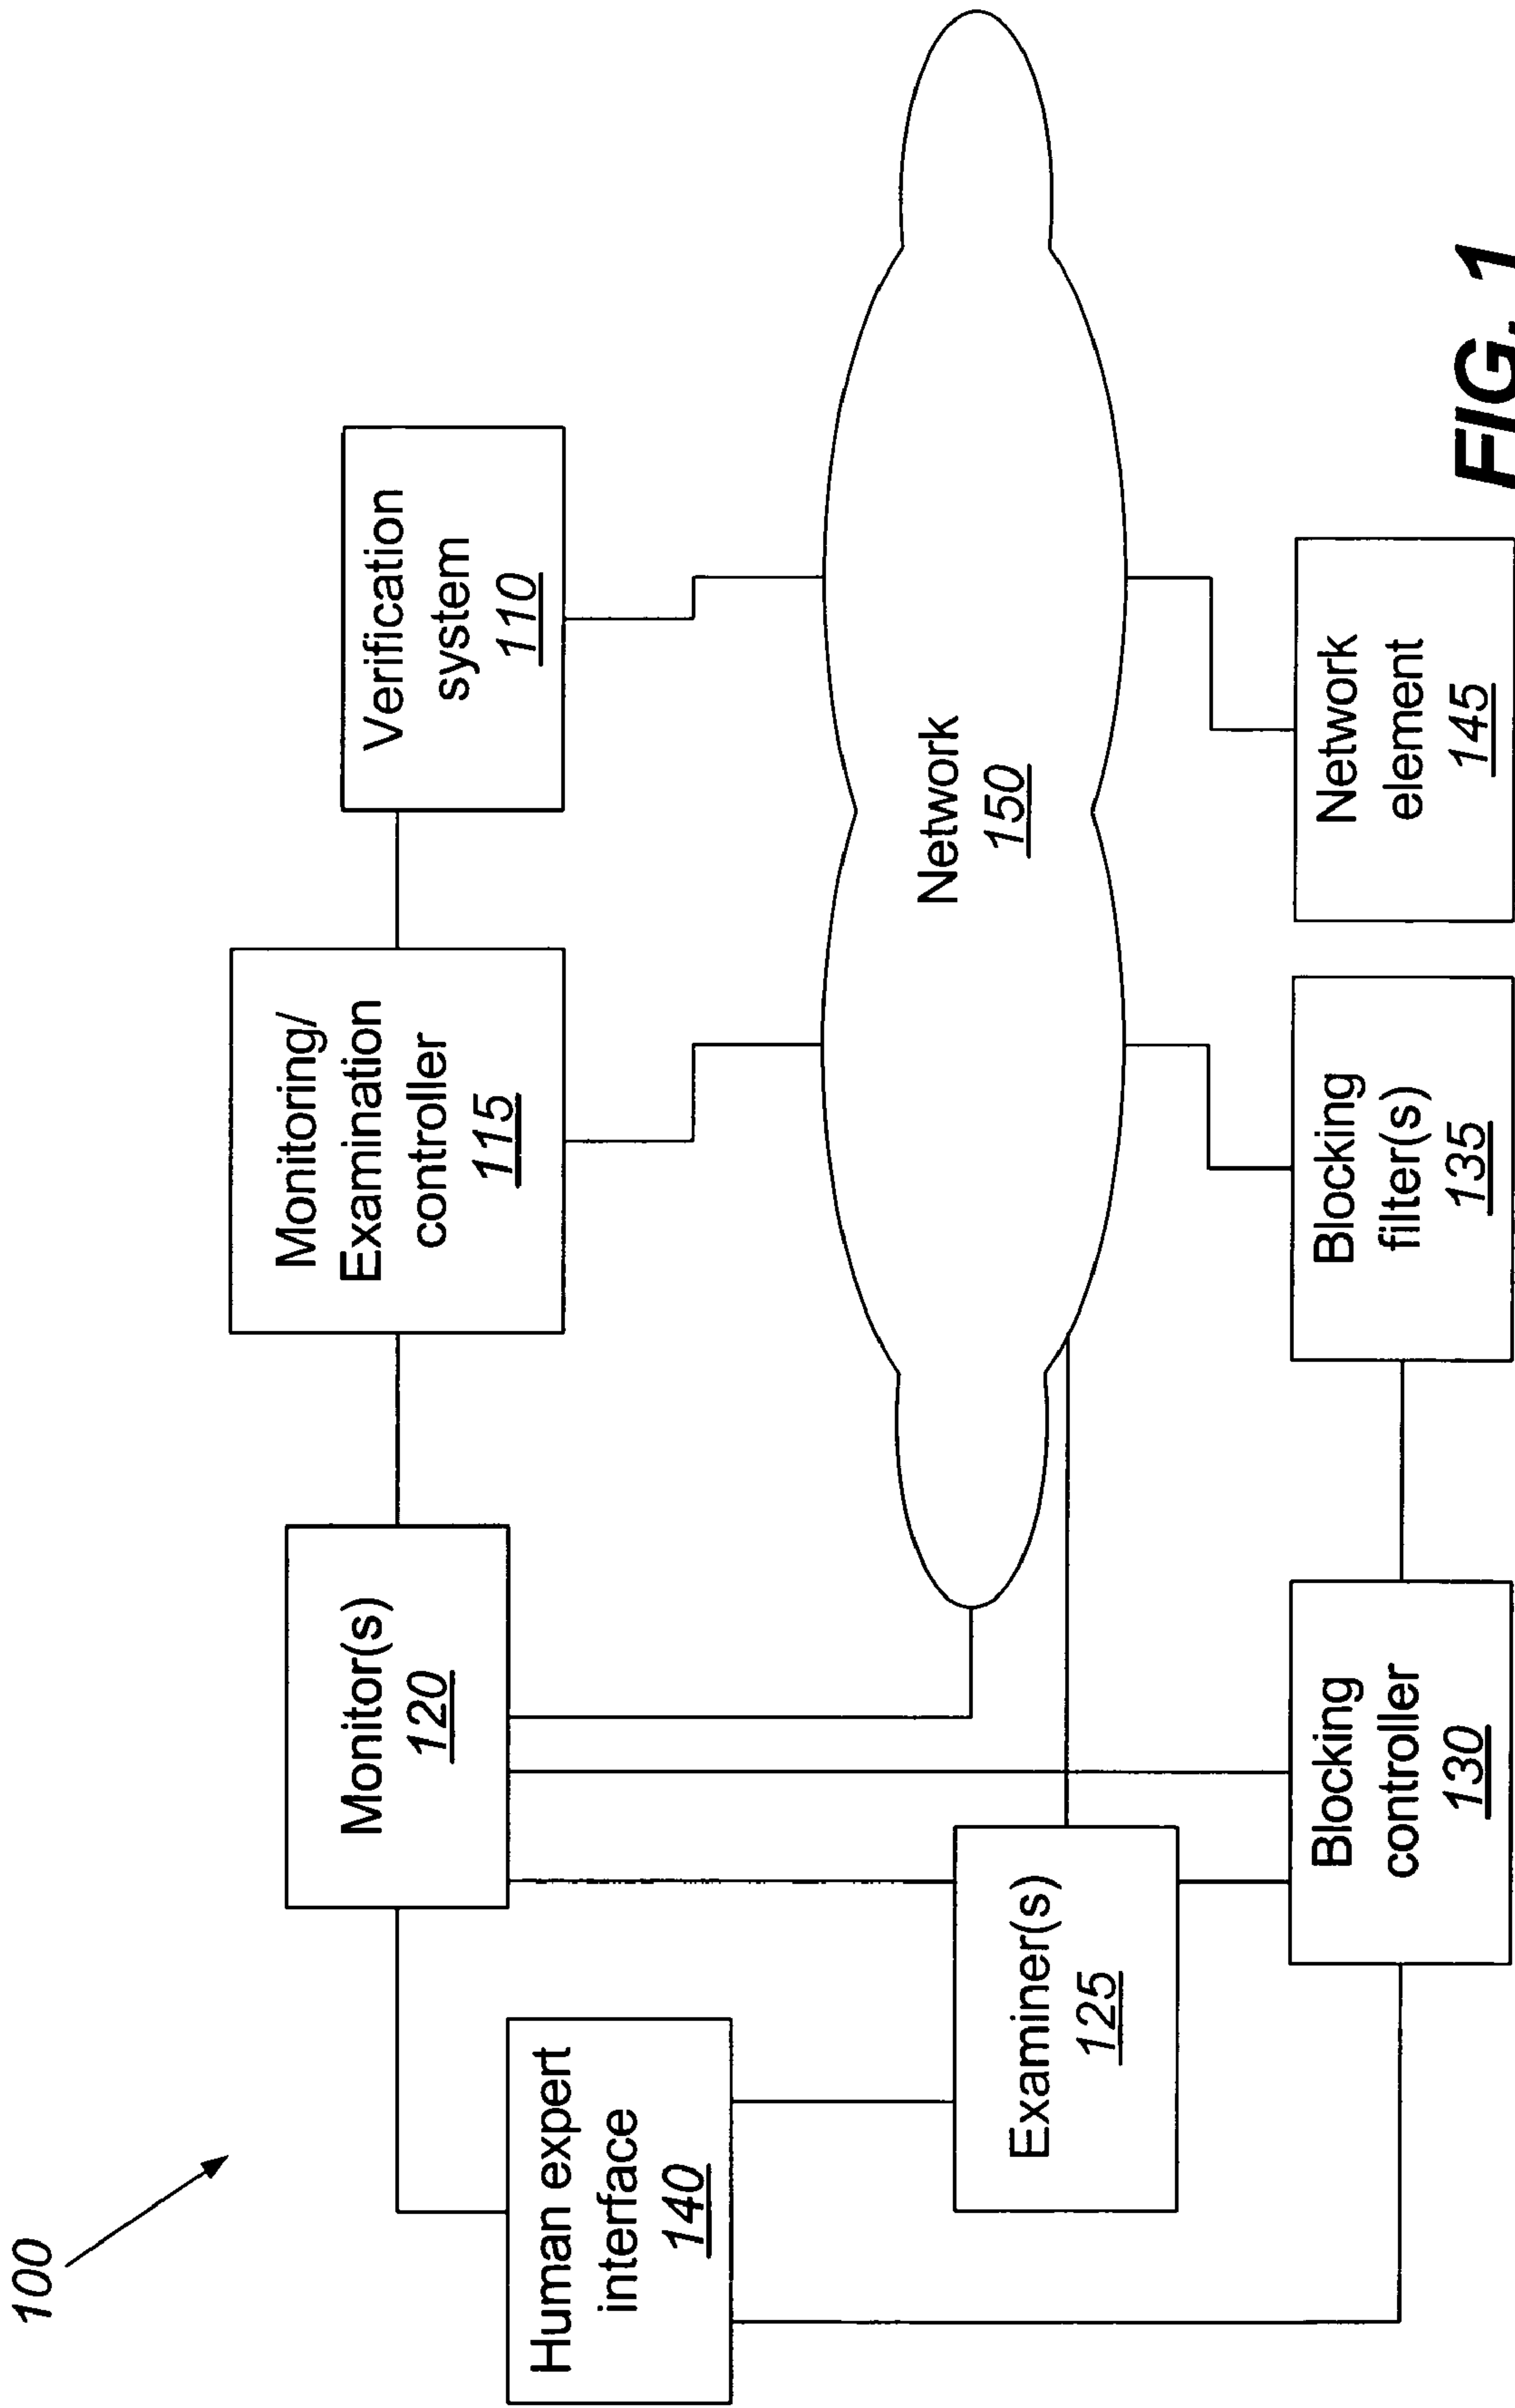 100
Verification
system
110
Monitoring/
Examination
controller
115
Monitor(s)
120
Human expert
interface
140
Network
150
Examiner(s)
125
Network
element
145
Blocking
filter(s)
135
Blocking
controller
130
FIG. 1